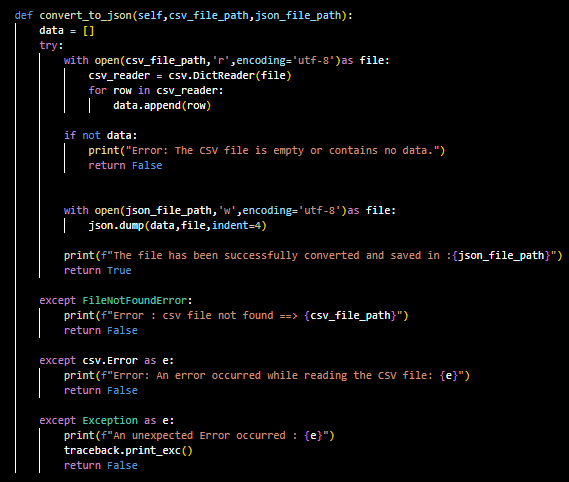 def convert_to_json(self,csv_file_path,json_file_path):
    data = []
    try:
        with open(csv_file_path,'r',encoding='utf-8')as file:
            csv_reader = csv.DictReader(file)
            for row in csv_reader:
                data.append(row)

        if not data:
            print("Error: The CSV file is empty or contains no data.")
            return False


        with open(json_file_path,'w',encoding='utf-8')as file:
            json.dump(data,file,indent=4)

        print(f"The file has been successfully converted and saved in :{json_file_path}")
        return True

    except FileNotFoundError:
        print(f"Error : csv file not found ==> {csv_file_path}")
        return False

    except csv.Error as e:
        print(f"Error: An error occurred while reading the CSV file: {e}")
        return False

    except Exception as e:
        print(f"An unexpected Error occurred : {e}")
        traceback.print_exc()
        return False